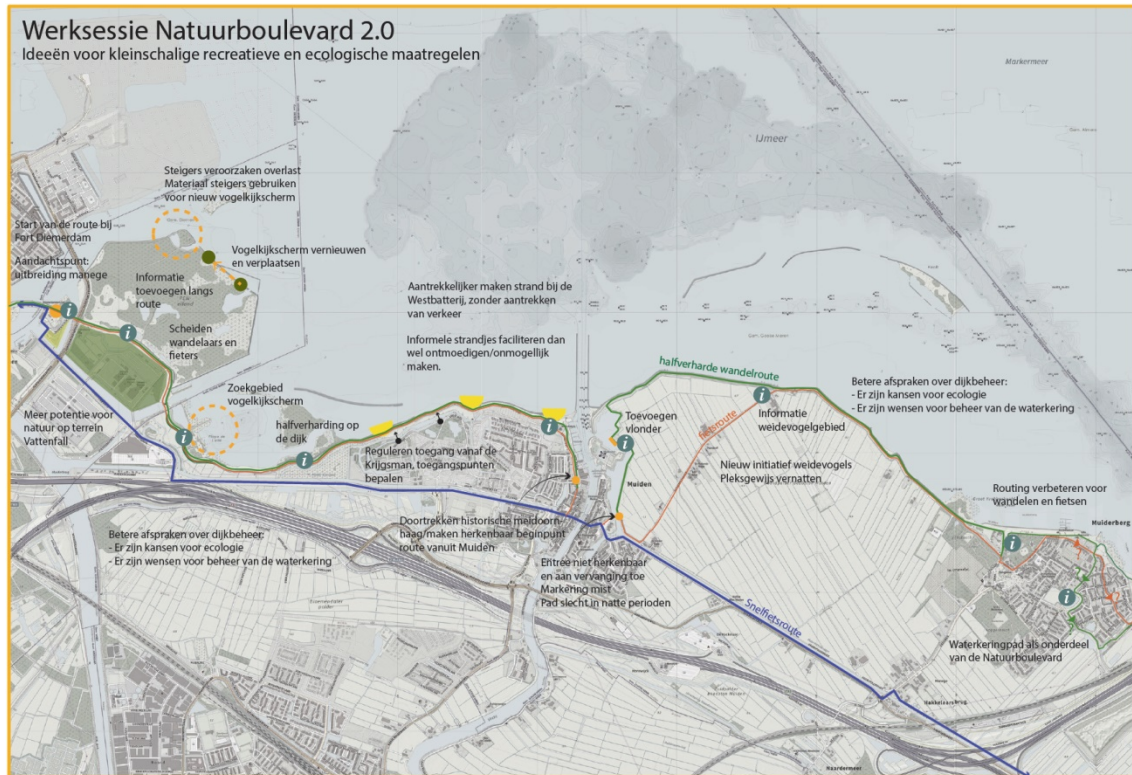 Werksessie Natuurboulevard 2.0
Ideeën voor kleinschalige recreatieve en ecologische maatregelen
Markermeer
IJmeer
Steigers veroorzaken overlast
Materiaal steigers gebruiken
voor nieuw vogelkijkscherm
Start van de route bij
Fort Diemerdam
Aandachtspunt:
uitbreiding manege
Vogelkijkscherm vernieuwen
en verplaatsen
Informatie
toevoegen langs
route
Scheiden
wandelaars en
fieters
Aantrekkelijker maken strand bij de
Westbatterij, zonder aantrekken
van verkeer
Informele strandjes faciliteren dan
wel ontmoedigen/onmogelijk
maken.
halfverharde wandelroute
Betere afspraken over dijkbeheer:
- Er zijn kansen voor ecologie
- Er zijn wensen voor beheer van de waterkering
Zoekgebied
vogelkijkscherm
Meer potentie voor
natuur op terrein
Vattenfall
halfverharding op
de dijk
Reguleren toegang vanaf de
Krijgsman, toegangspunten
bepalen
Toevoegen
vlonder
fietsroute
Informatie
weidevogelgebied
Nieuw initiatief weidevogels
Pleksgewijs vernatten
Muiden
Routing verbeteren voor
wandelen en fietsen
Muiderberg
Doortrekken historische meidoorn-
haag/maken herkenbaar beginpunt
route vanuit Muiden
Betere afspraken over dijkbeheer:
- Er zijn kansen voor ecologie
- Er zijn wensen voor beheer van de waterkering
Entree niet herkenbaar
en aan vervanging toe
Markering mist
Pad slecht in natte perioden
Snelfietsroute
Waterkeringpad als onderdeel
van de Natuurboulevard
Hakkelaarsbrug
Naardermeer
i
i
i
i
i
i
i
i
i